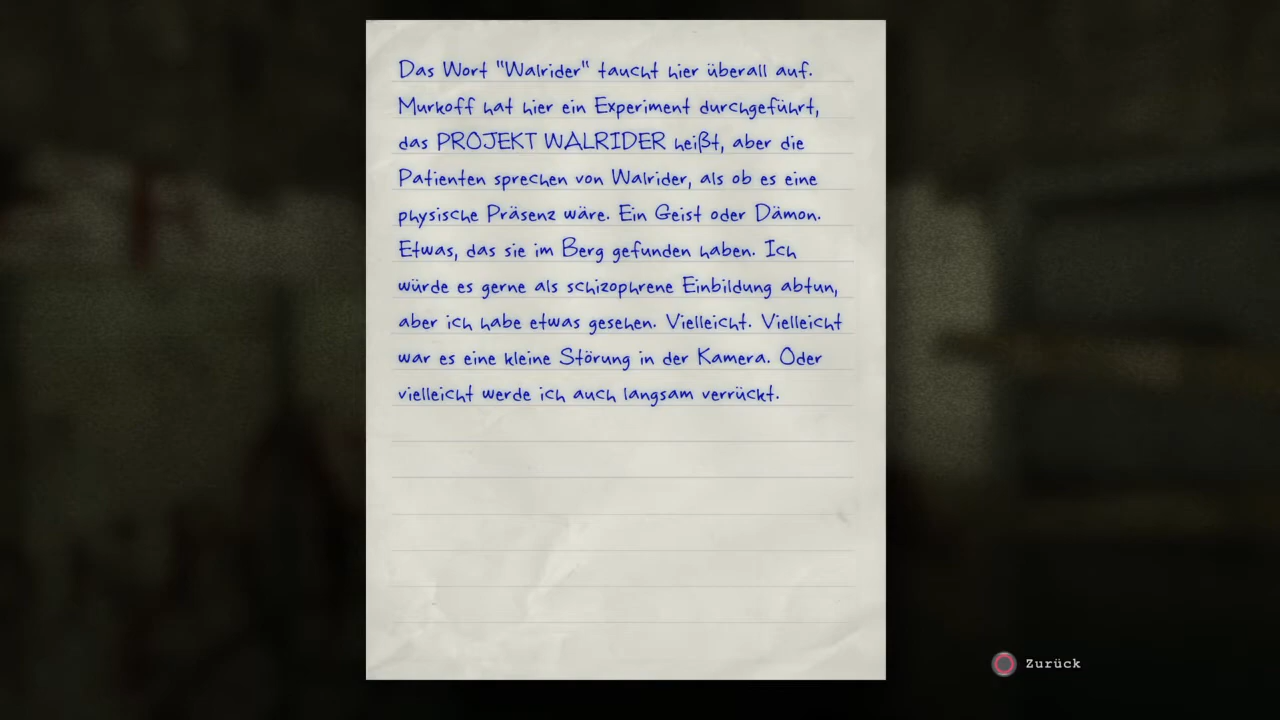 Das Wort "Walrider" taucht hier überall auf.
Murkoff hat hier ein Experiment durchgeführt,
das PROJEKT WALRIDER heißt, aber die
Patienten sprechen von Walrider, als ob es eine
physische Präsenz wäre. Ein Geist oder Dämon.
Etwas, das sie im Berg gefunden haben. Ich
würde es gerne als schizophrene Einbildung abtun,
aber ich habe etwas gesehen. Vielleicht. Vielleicht
war es eine kleine Störung in der Kamera. Oder
vielleicht werde ich auch langsam verrückt.
Zurück